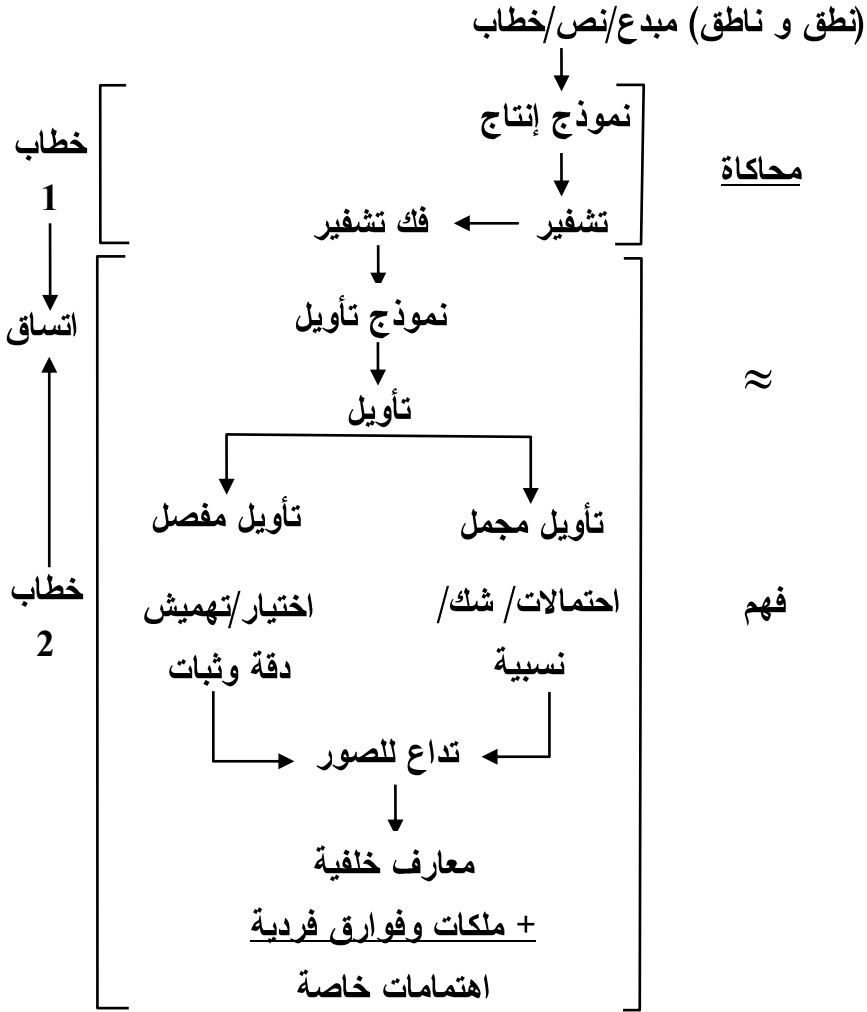 (نطق و ناطق) مبدع/نص/خطاب
نموذج إنتاج
محاكاة
خطاب
1
تشفير
فك تشفير
نموذج تأويل
اتساق
تأويل
≈
تأويل مجمل
تأويل مفصل
احتمالات/ شك/
نسبية
اختيار/تهميش
دقة وثبات
فهم
خطاب
2
تداع للصور
معارف خلفية
+ ملكات وفوارق فردية
اهتمامات خاصة